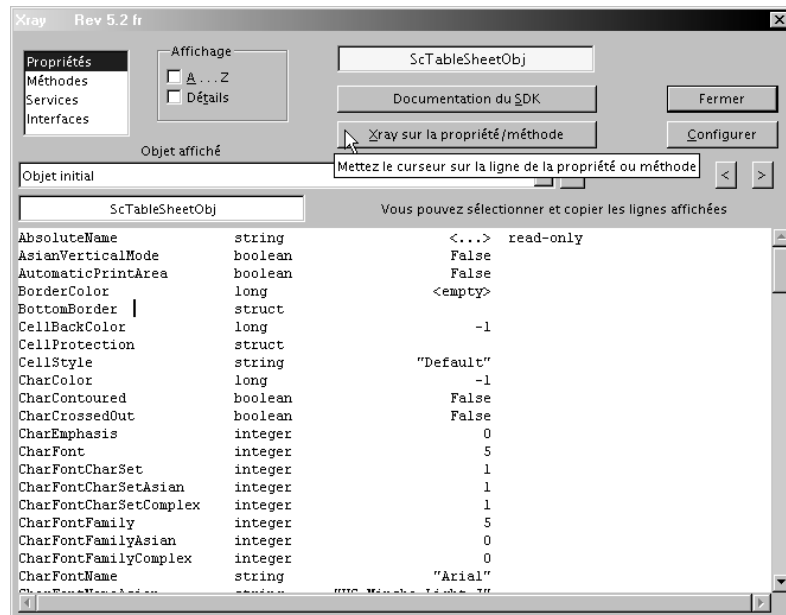 Xray Rev 5.2 fr
Propriétés
Méthodes
Services
Interfaces
Affichage
A...Z
Détails
ScTableSheetObj
Documentation du SDK
Fermer
Xray sur la propriété/méthode
Configurer
Objet affiché
Mettez le curseur sur la ligne de la propriété ou méthode
Objet initial
< >
ScTableSheetObj
Vous pouvez sélectionner et copier les lignes affichées
AbsoluteName string <...> read-only
AsianVerticalMode boolean False
AutomaticPrintArea boolean False
BorderColor long <empty>
BottomBorder struct
CellBackColor long -1
CellProtection struct
CellStyle string "Default"
CharColor long -1
CharContoured boolean False
CharCrossedOut boolean False
CharEmphasis integer 0
CharFont integer 5
CharFontCharSet integer 1
CharFontCharSetAsian integer 1
CharFontCharSetComplex integer 1
CharFontFamily integer 5
CharFontFamilyAsian integer 0
CharFontFamilyComplex integer 0
CharFontName string "Arial"